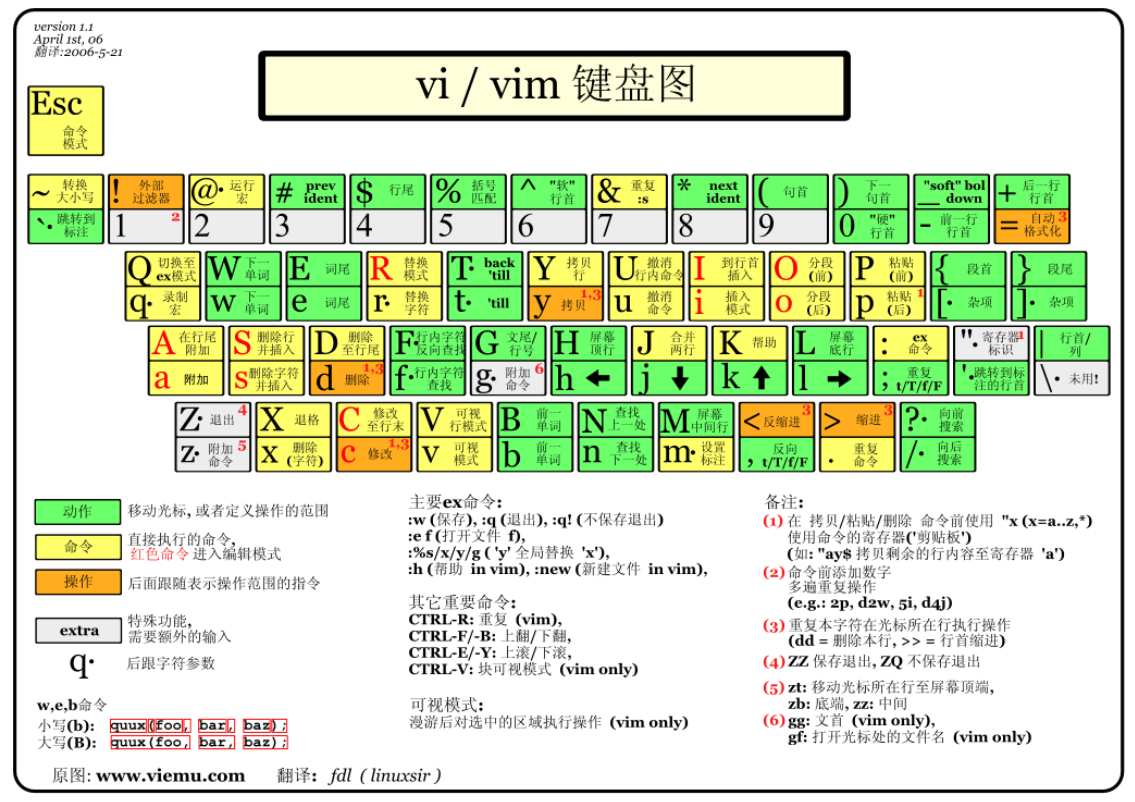 version 1.1
April 1st, 06
翻译:2006-5-21
vi / vim 键盘图
Esc
命令
模式
~ 转换
大小写
`· 跳转到
标注
! 外部
过滤器
1 2
@· 运行
宏
2
# prev
ident
3
$ 行尾
4
% 括号
匹配
5
^ "软"
行首
6
& 重复
:s
7
* next
ident
8
( 句首
9
) 下一
句首
0 "硬"
行首
_ "soft" bol
down
- 前一行
行首
+ 后一行
行首
= 自动 3
格式化
Q 切换至
ex模式
q· 录制
宏
W 下一
单词
w 下一
单词
E 词尾
e 词尾
R 替换
模式
r· 替换
字符
T· back
'till
t· 'till
Y 拷贝
行
y 拷贝 1,3
U 撤消
行内命令
u 撤消
命令
I 到行首
插入
i 插入
模式
O 分段
(前)
o 分段
(后)
P 粘贴
(前)
p 粘贴 1
(后)
{ 段首
[· 杂项
} 段尾
]· 杂项
A 在行尾
附加
a 附加
S 删除行
并插入
s 删除字符
并插入
D 删除
至行尾
d 删除 1,3
F· 行内字符
反向查找
f· 行内字符
查找
G 文尾/
行号
g· 附加 6
命令
H 屏幕
顶行
h ←
J 合并
两行
j ↓
K 帮助
k ↑
L 屏幕
底行
l →
: ex
命令
; 重复
t/T/f/F
"· 寄存器 1
标识
'· 跳转到标
注的行首
| 行首/
列
\· 未用!
Z· 退出 4
z· 附加 5
命令
X 退格
x 删除
(字符)
C 修改
至行末
c 修改 1,3
V 可视
行模式
v 可视
模式
B 前一
单词
b 前一
单词
N 查找
上一处
n 查找
下一处
M 屏幕
中间行
m· 设置
标注
< 反缩进 3
, 反向
t/T/f/F
> 缩进 3
. 重复
命令
?· 向前
搜索
/· 向后
搜索
动作 移动光标, 或者定义操作的范围
命令 直接执行的命令,
红色命令 进入编辑模式
操作 后面跟随表示操作范围的指令
extra 特殊功能,
需要额外的输入
q· 后跟字符参数
w,e,b命令
小写(b): quux(foo, bar, baz);
大写(B): quux(foo, bar, baz);
主要ex命令:
:w (保存), :q (退出), :q! (不保存退出)
:e f (打开文件 f),
:%s/x/y/g ( 'y' 全局替换 'x'),
:h (帮助 in vim), :new (新建文件 in vim),
其它重要命令:
CTRL-R: 重复 (vim),
CTRL-F/-B: 上翻/下翻,
CTRL-E/-Y: 上滚/下滚,
CTRL-V: 块可视模式 (vim only)
可视模式:
漫游后对选中的区域执行操作 (vim only)
备注:
(1) 在 拷贝/粘贴/删除 命令前使用 "x (x=a..z,*)
使用命令的寄存器('剪贴板')
(如: "ay$ 拷贝剩余的行内容至寄存器 'a')
(2) 命令前添加数字
多遍重复操作
(e.g.: 2p, d2w, 5i, d4j)
(3) 重复本字符在光标所在行执行操作
(dd = 删除本行, >> = 行首缩进)
(4) ZZ 保存退出, ZQ 不保存退出
(5) zt: 移动光标所在行至屏幕顶端,
zb: 底端, zz: 中间
(6) gg: 文首 (vim only),
gf: 打开光标处的文件名 (vim only)
原图: www.viemu.com 翻译: fdl ( linuxsir )